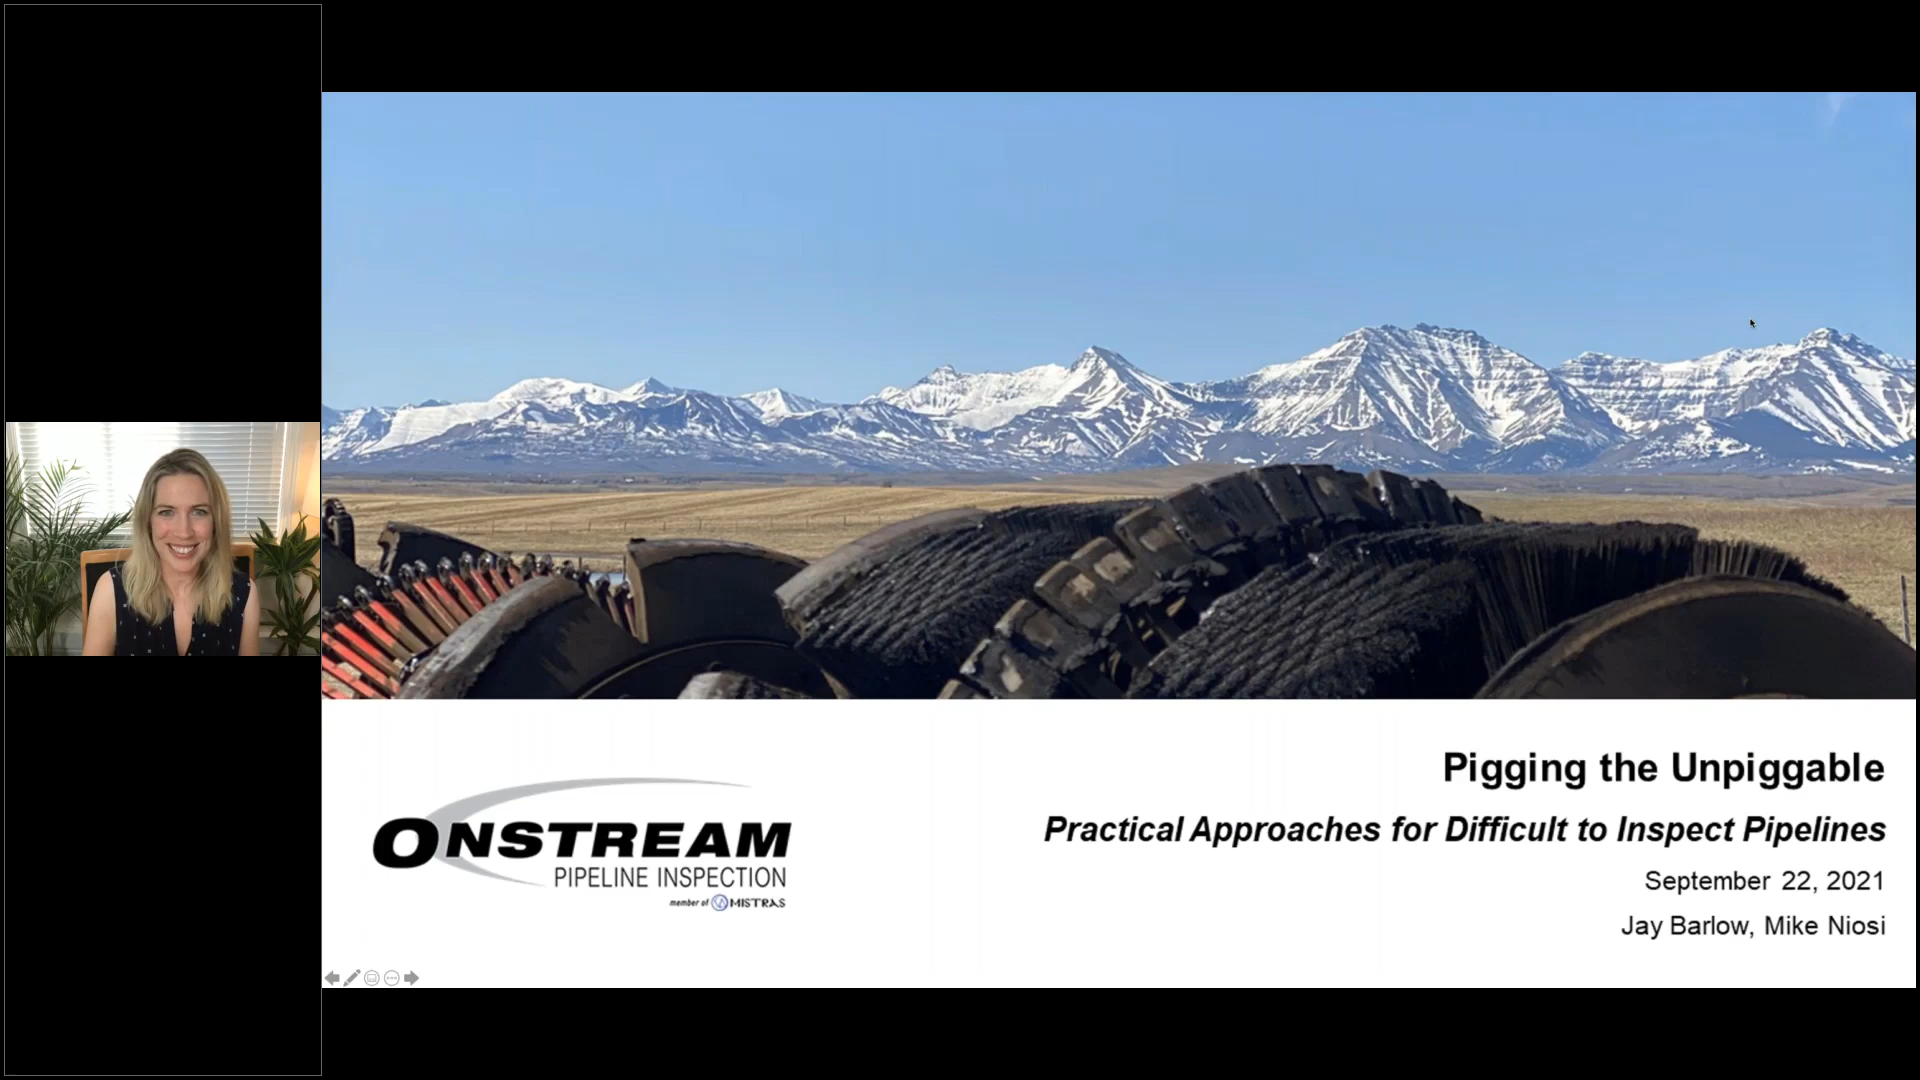 Pigging the Unpiggable
Practical Approaches for Difficult to Inspect Pipelines
September 22, 2021
Jay Barlow, Mike Niosi
ONSTREAM
PIPELINE INSPECTION
member of MISTRAS